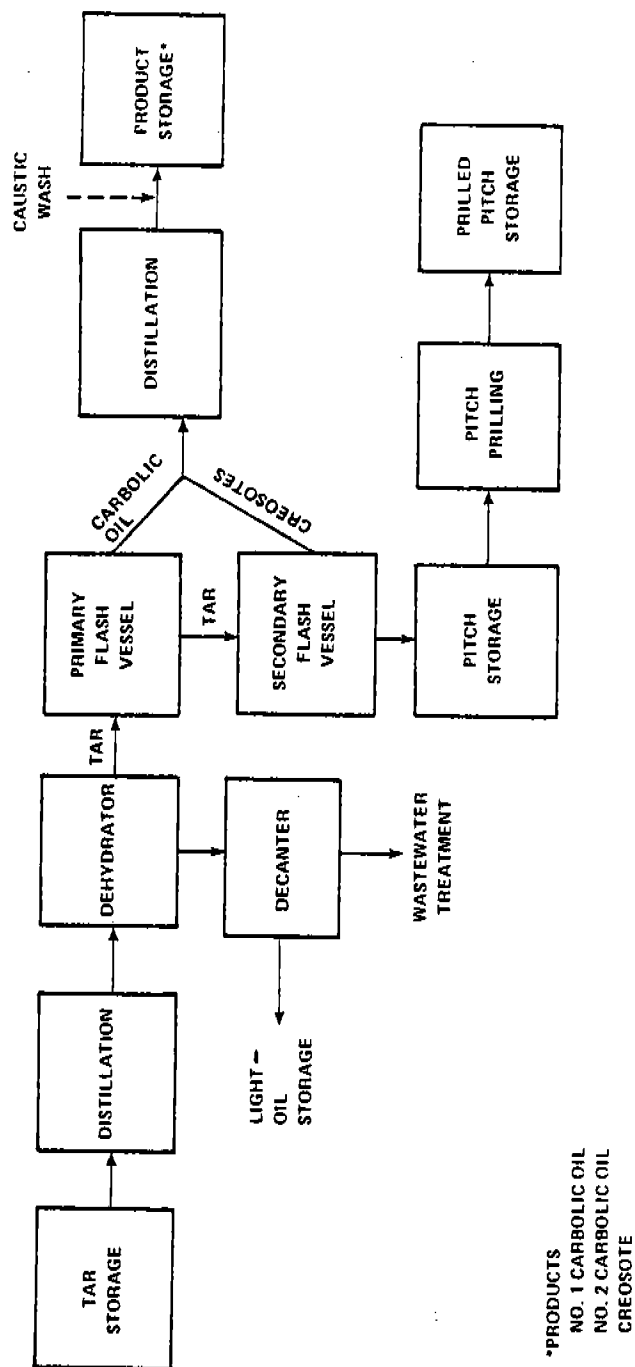 TAR
STORAGE
DISTILLATION
DEHYDRATOR
TAR
PRIMARY
FLASH
VESSEL
CARBOLIC
OIL
CREOSOTES
DISTILLATION
CAUSTIC
WASH
PRODUCT
STORAGE*
DECANTER
LIGHT–
OIL
STORAGE
WASTEWATER
TREATMENT
TAR
SECONDARY
FLASH
VESSEL
PITCH
STORAGE
PITCH
PRILLING
PRILLED
PITCH
STORAGE
*PRODUCTS
NO. 1 CARBOLIC OIL
NO. 2 CARBOLIC OIL
CREOSOTE